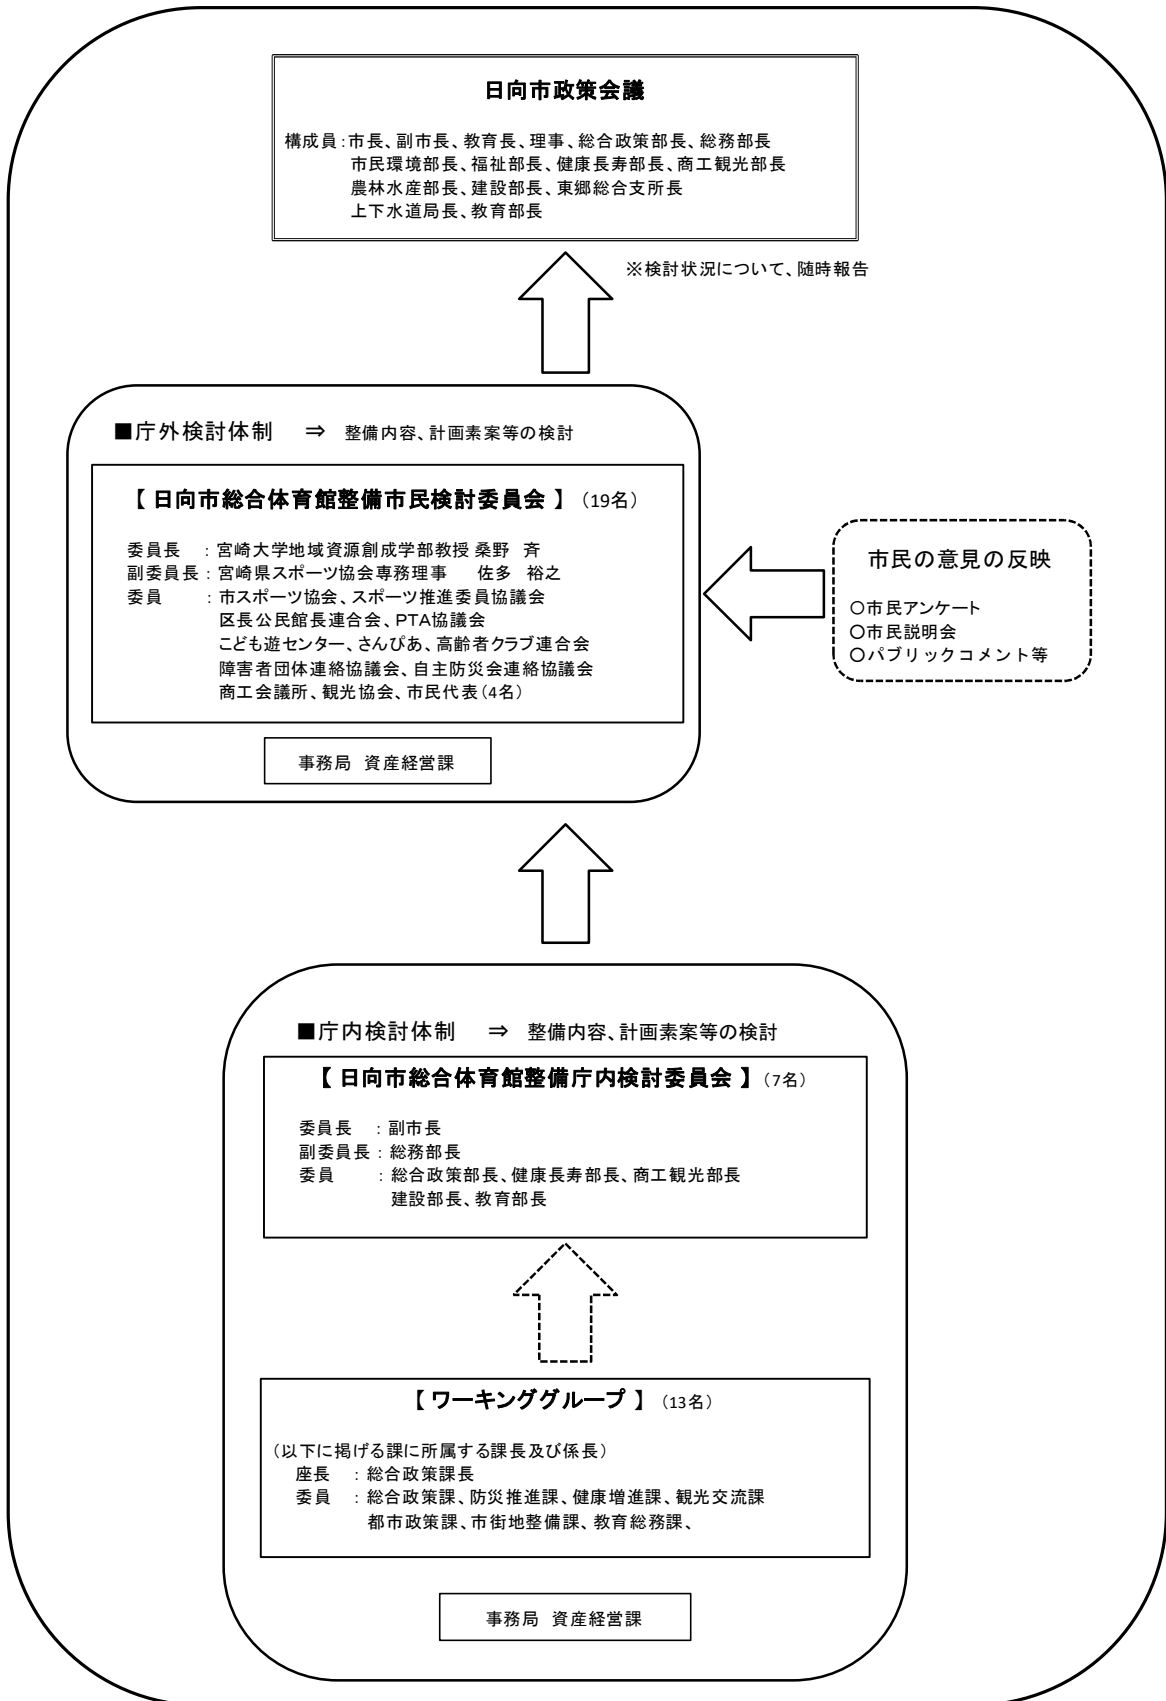 日向市政策会議
構成員:市長、副市長、教育長、理事、総合政策部長、総務部長
市民環境部長、福祉部長、健康長寿部長、商工観光部長
農林水産部長、建設部長、東郷総合支所長
上下水道局長、教育部長
※検討状況について、随時報告
■庁外検討体制 ⇒ 整備内容、計画素案等の検討
【 日向市総合体育館整備市民検討委員会 】(19名)
委員長 : 宮崎大学地域資源創成学部教授 桑野 斉
副委員長 : 宮崎県スポーツ協会専務理事 佐多 裕之
委員 : 市スポーツ協会、スポーツ推進委員協議会
区長公民館長連合会、PTA協議会
こども遊センター、さんぴあ、高齢者クラブ連合会
障害者団体連絡協議会、自主防災会連絡協議会
商工会議所、観光協会、市民代表(4名)
事務局 資産経営課
市民の意見の反映
○市民アンケート
○市民説明会
○パブリックコメント等
■庁内検討体制 ⇒ 整備内容、計画素案等の検討
【 日向市総合体育館整備庁内検討委員会 】(7名)
委員長 : 副市長
副委員長 : 総務部長
委員 : 総合政策部長、健康長寿部長、商工観光部長
建設部長、教育部長
【 ワーキンググループ 】(13名)
(以下に掲げる課に所属する課長及び係長)
座長 : 総合政策課長
委員 : 総合政策課、防災推進課、健康増進課、観光交流課
都市政策課、市街地整備課、教育総務課、
事務局 資産経営課